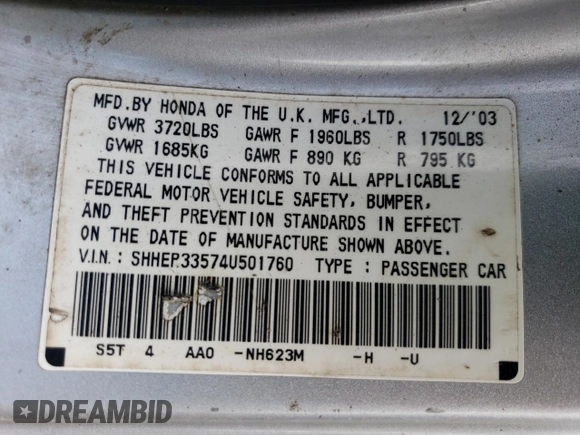 MFD.BY HONDA OF THE U.K. MFG.,LTD. 12/'03
GVWR 3720LBS GAWR F 1960LBS R 1750LBS
GVWR 1685KG GAWR F 890 KG R 795 KG
THIS VEHICLE CONFORMS TO ALL APPLICABLE
FEDERAL MOTOR VEHICLE SAFETY, BUMPER,
AND THEFT PREVENTION STANDARDS IN EFFECT
ON THE DATE OF MANUFACTURE SHOWN ABOVE.
V.I.N.: SHHEP33574U501760 TYPE : PASSENGER CAR
S5T 4 AAO -NH623M -H -U
DREAMBID